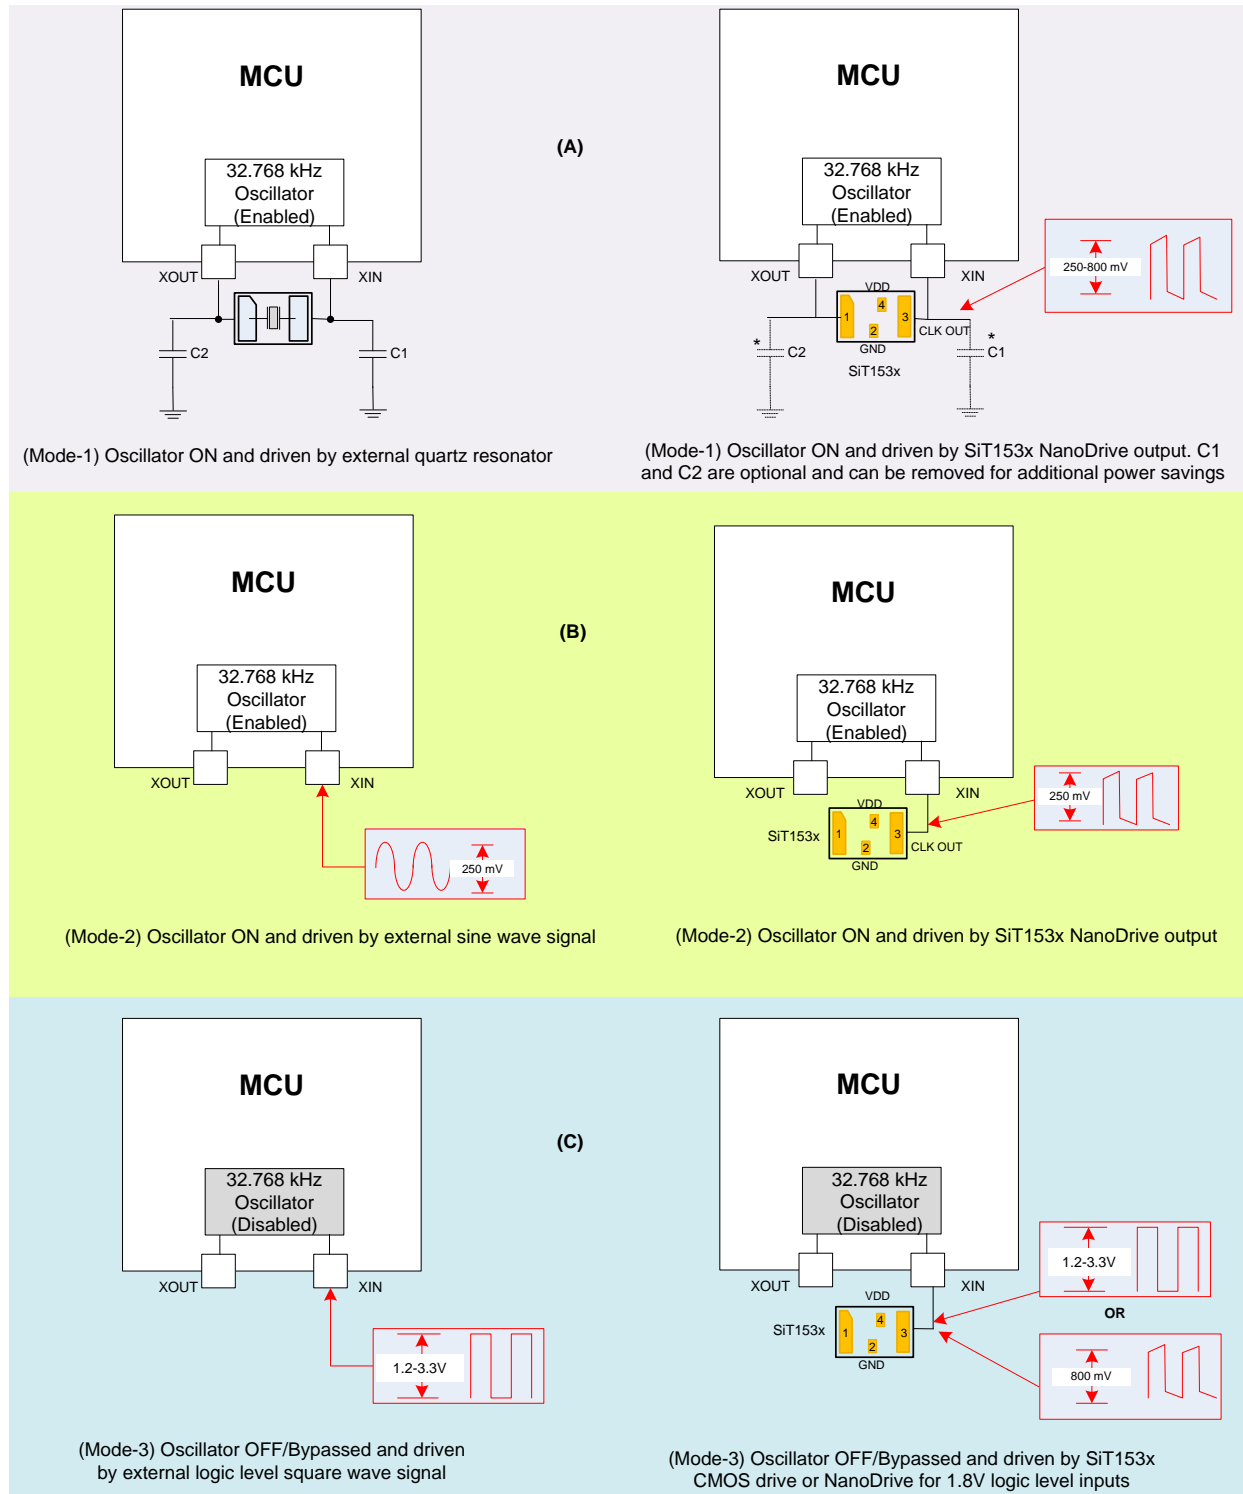 MCU
32.768 kHz
Oscillator
(Enabled)
XOUT
XIN
C2
C1
(Mode-1) Oscillator ON and driven by external quartz resonator
(A)
MCU
32.768 kHz
Oscillator
(Enabled)
XOUT
XIN
VDD
1
4
2
3
CLK OUT
GND
SiT153x
*
C2
*
C1
250-800 mV
(Mode-1) Oscillator ON and driven by SiT153x NanoDrive output. C1
and C2 are optional and can be removed for additional power savings
MCU
32.768 kHz
Oscillator
(Enabled)
XOUT
XIN
250 mV
(Mode-2) Oscillator ON and driven by external sine wave signal
(B)
MCU
32.768 kHz
Oscillator
(Enabled)
XOUT
XIN
VDD
SiT153x
1
4
2
3
CLK OUT
GND
250 mV
(Mode-2) Oscillator ON and driven by SiT153x NanoDrive output
MCU
32.768 kHz
Oscillator
(Disabled)
XOUT
XIN
1.2-3.3V
(Mode-3) Oscillator OFF/Bypassed and driven
by external logic level square wave signal
(C)
MCU
32.768 kHz
Oscillator
(Disabled)
XOUT
XIN
VDD
SiT153x
1
4
2
3
GND
1.2-3.3V
OR
800 mV
(Mode-3) Oscillator OFF/Bypassed and driven by SiT153x
CMOS drive or NanoDrive for 1.8V logic level inputs